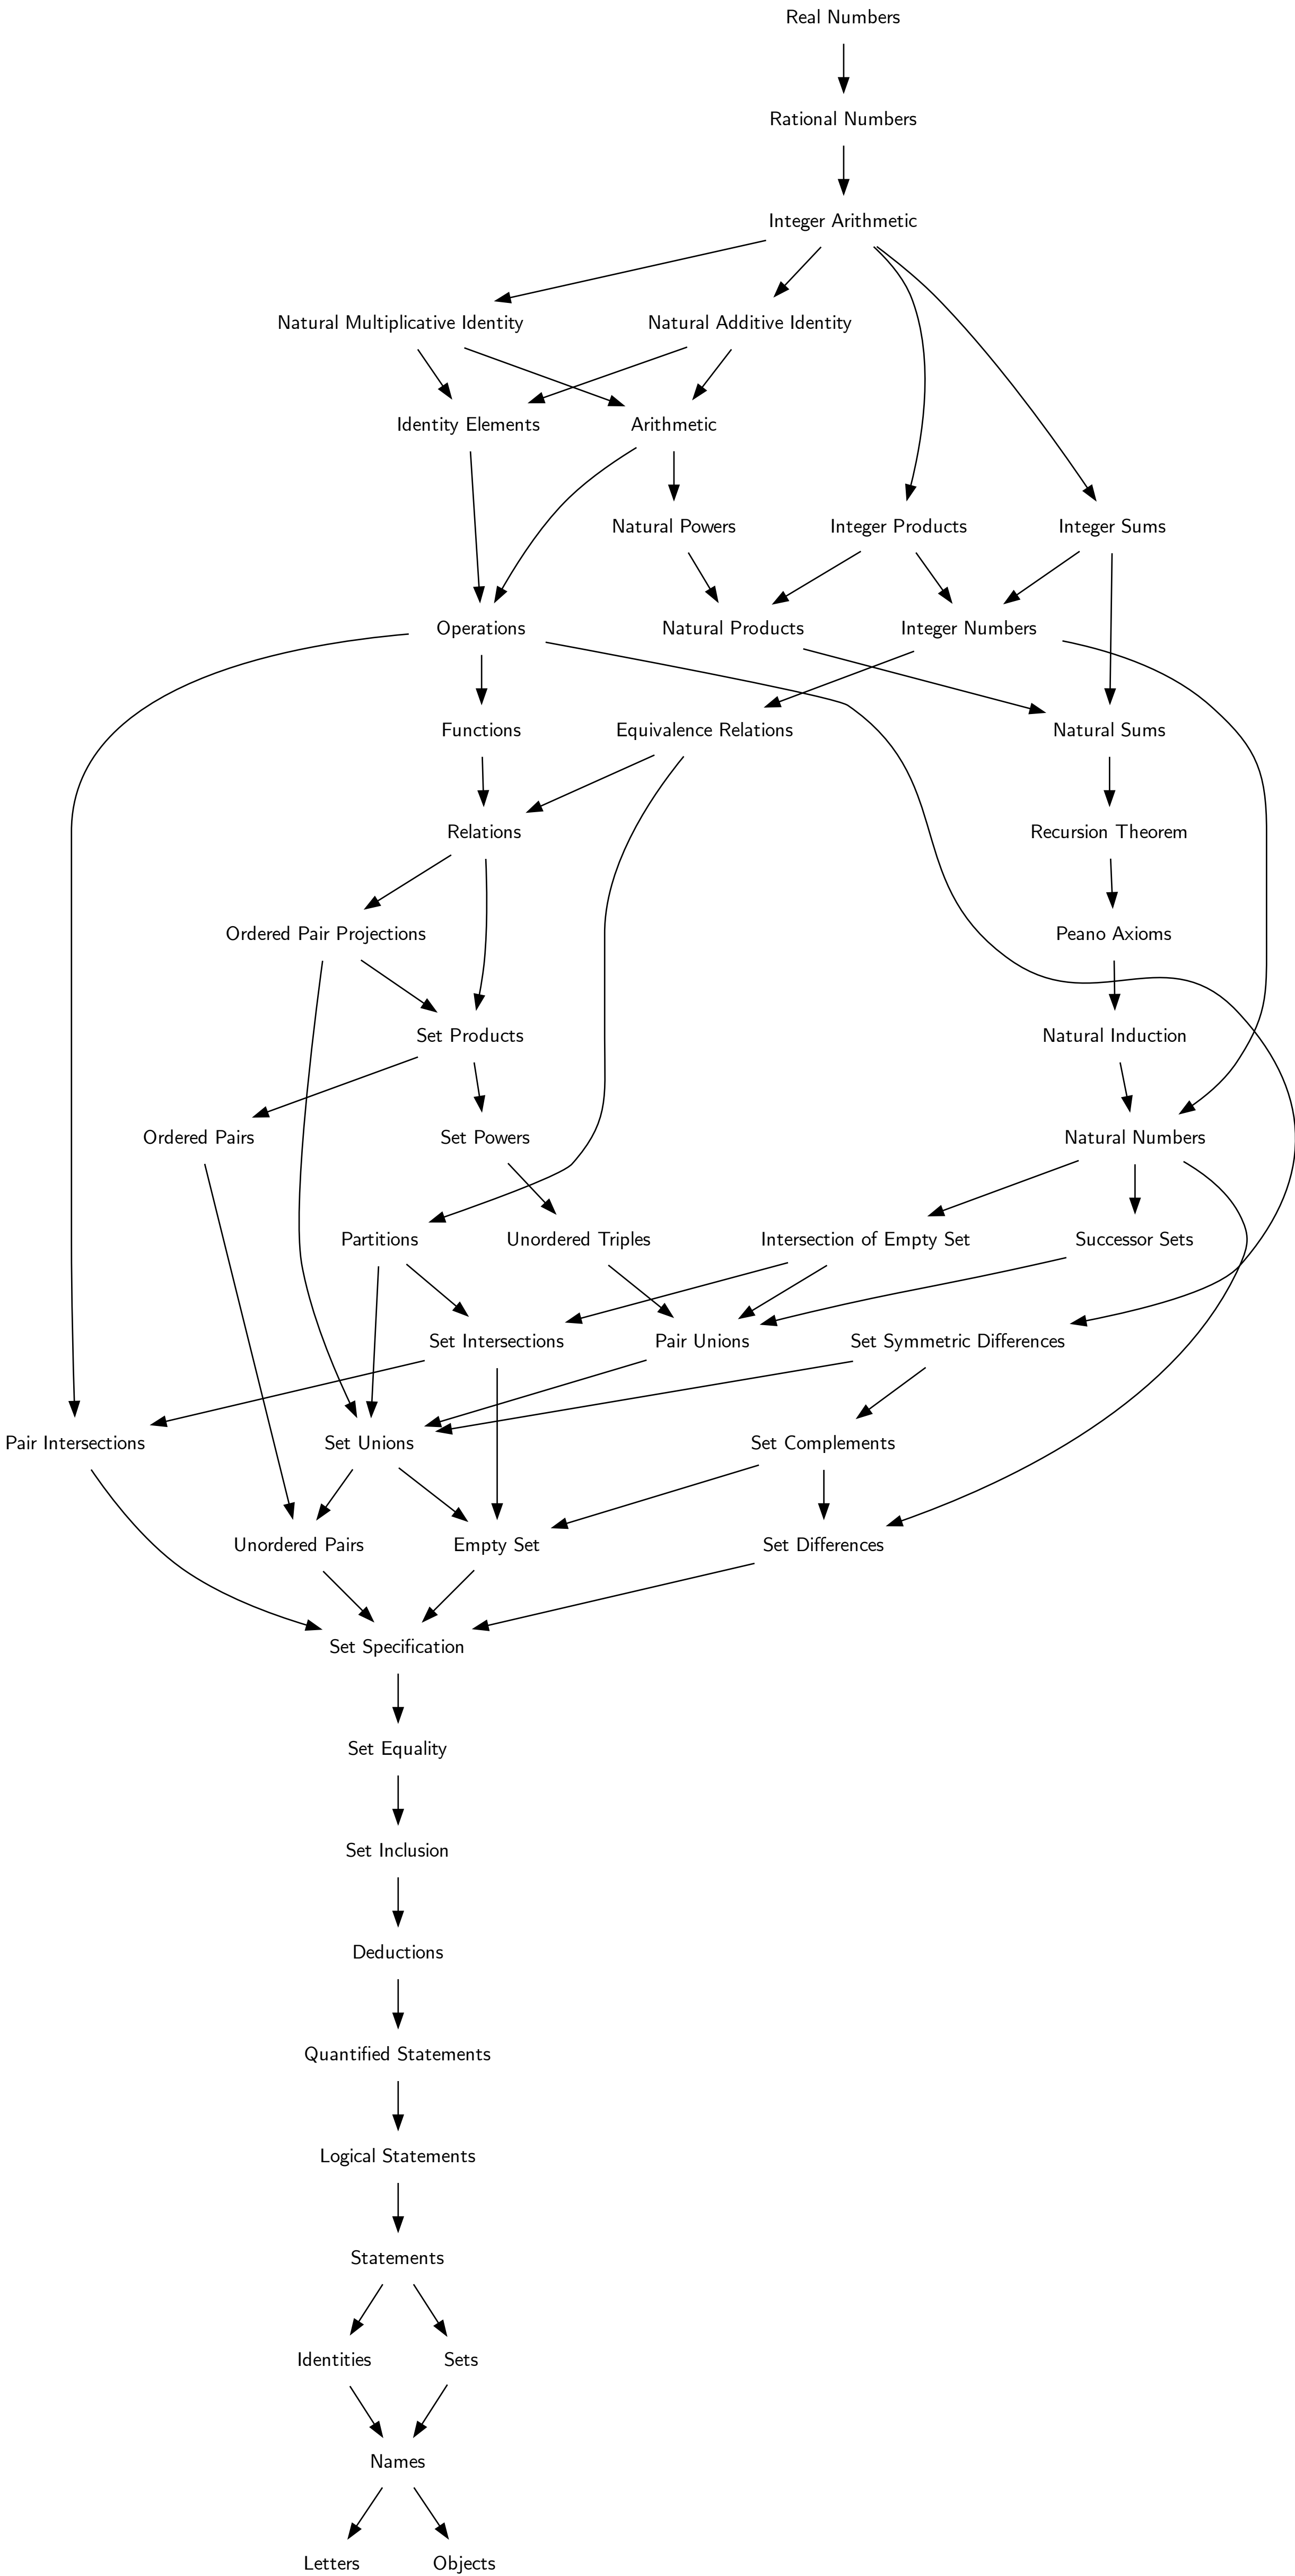 Real Numbers
Rational Numbers
Integer Arithmetic
Natural Multiplicative Identity
Natural Additive Identity
Identity Elements
Arithmetic
Natural Powers
Integer Products
Integer Sums
Operations
Natural Products
Integer Numbers
Functions
Equivalence Relations
Natural Sums
Relations
Recursion Theorem
Ordered Pair Projections
Peano Axioms
Set Products
Natural Induction
Ordered Pairs
Set Powers
Natural Numbers
Partitions
Unordered Triples
Intersection of Empty Set
Successor Sets
Set Intersections
Pair Unions
Set Symmetric Differences
Pair Intersections
Set Unions
Set Complements
Unordered Pairs
Empty Set
Set Differences
Set Specification
Set Equality
Set Inclusion
Deductions
Quantified Statements
Logical Statements
Statements
Identities
Sets
Names
Letters
Objects